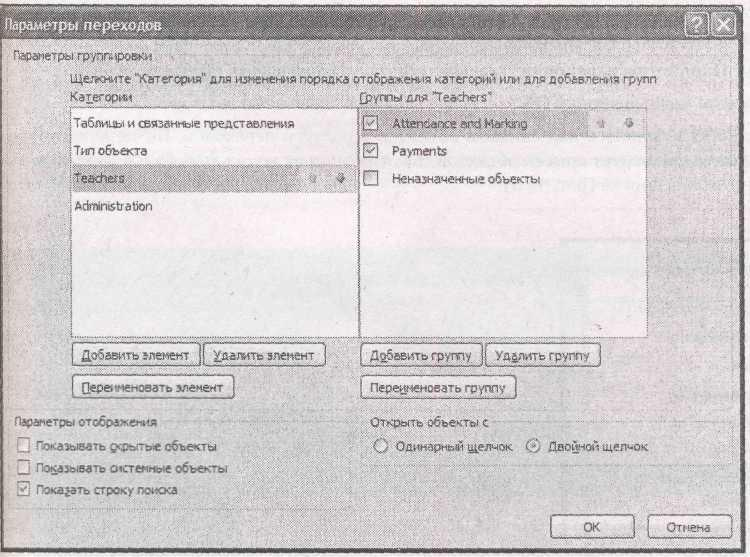 Параметры переходов
Параметры группировки
Щелкните "Категория" для изменения порядка отображения категорий или для добавления групп
Категории
Группы для "Teachers"
Таблицы и связанные представления
Тип объекта
Teachers
Administration
Attendance and Marking
Payments
Неназначенные объекты
Добавить элемент
Удалить элемент
Добавить группу
Удалить группу
Переименовать элемент
Переименовать группу
Параметры отображения
Открыть объекты с
Показывать скрытые объекты
Одинарный щелчок
Двойной щелчок
Показывать системные объекты
Показать строку поиска
ОК
Отмена